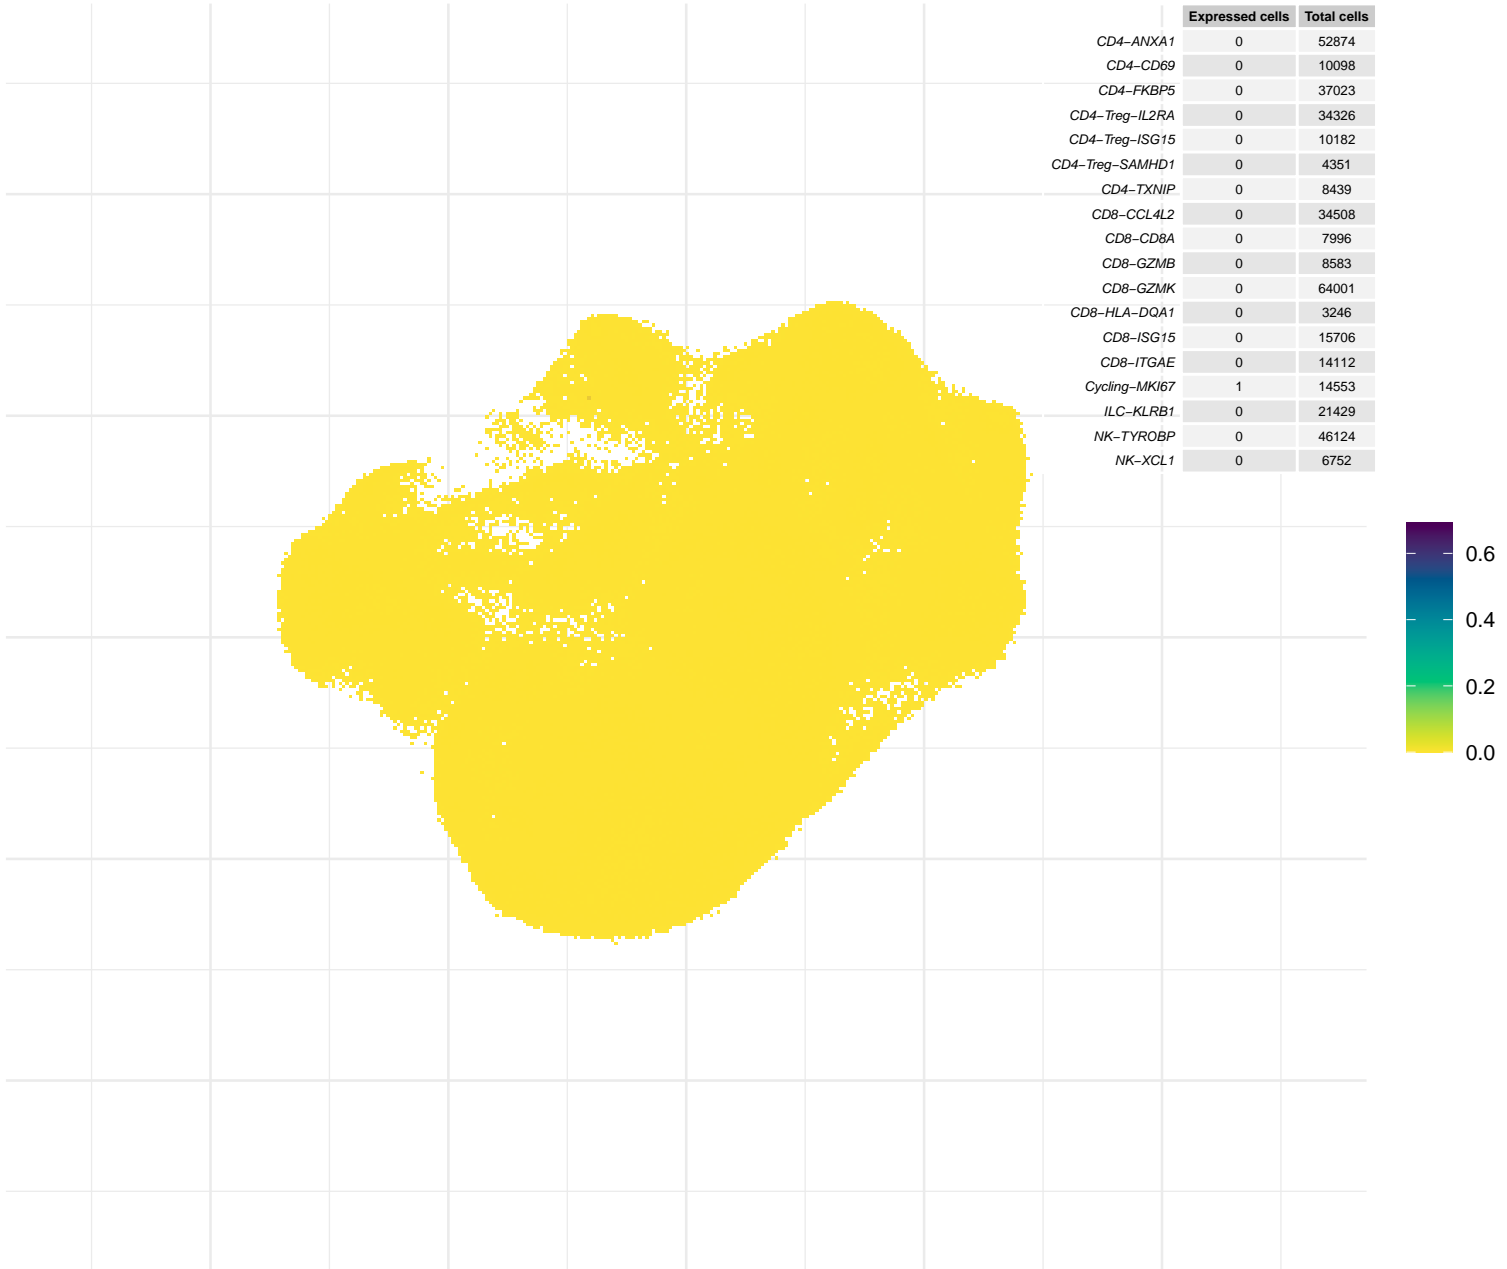 Expressed cells Total cells
CD4−ANXA1 0 52874
CD4−CD69 0 10098
CD4−FKBP5 0 37023
CD4−Treg−IL2RA 0 34326
CD4−Treg−ISG15 0 10182
CD4−Treg−SAMHD1 0 4351
CD4−TXNIP 0 8439
CD8−CCL4L2 0 34508
CD8−CD8A 0 7996
CD8−GZMB 0 8583
CD8−GZMK 0 64001
CD8−HLA−DQA1 0 3246
CD8−ISG15 0 15706
CD8−ITGAE 0 14112
Cycling−MKI67 1 14553
ILC−KLRB1 0 21429
NK−TYROBP 0 46124
NK−XCL1 0 6752
0.6
0.4
0.2
0.0